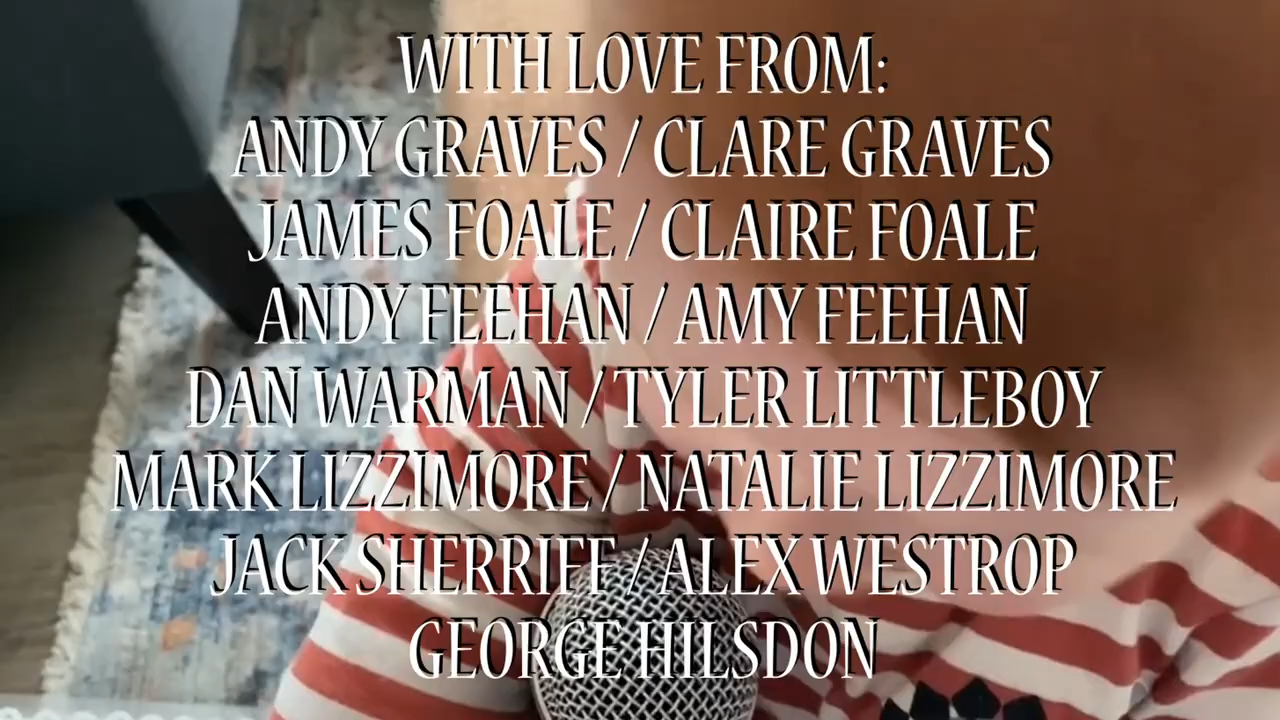 WITH LOVE FROM:
ANDY GRAVES / CLARE GRAVES
JAMES FOALE / CLAIRE FOALE
ANDY FEEHAN / AMY FEEHAN
DAN WARMAN / TYLER LITTLEBOY
MARK LIZZIMORE / NATALIE LIZZIMORE
JACK SHERRIFF / ALEX WESTROP
GEORGE HILSDON